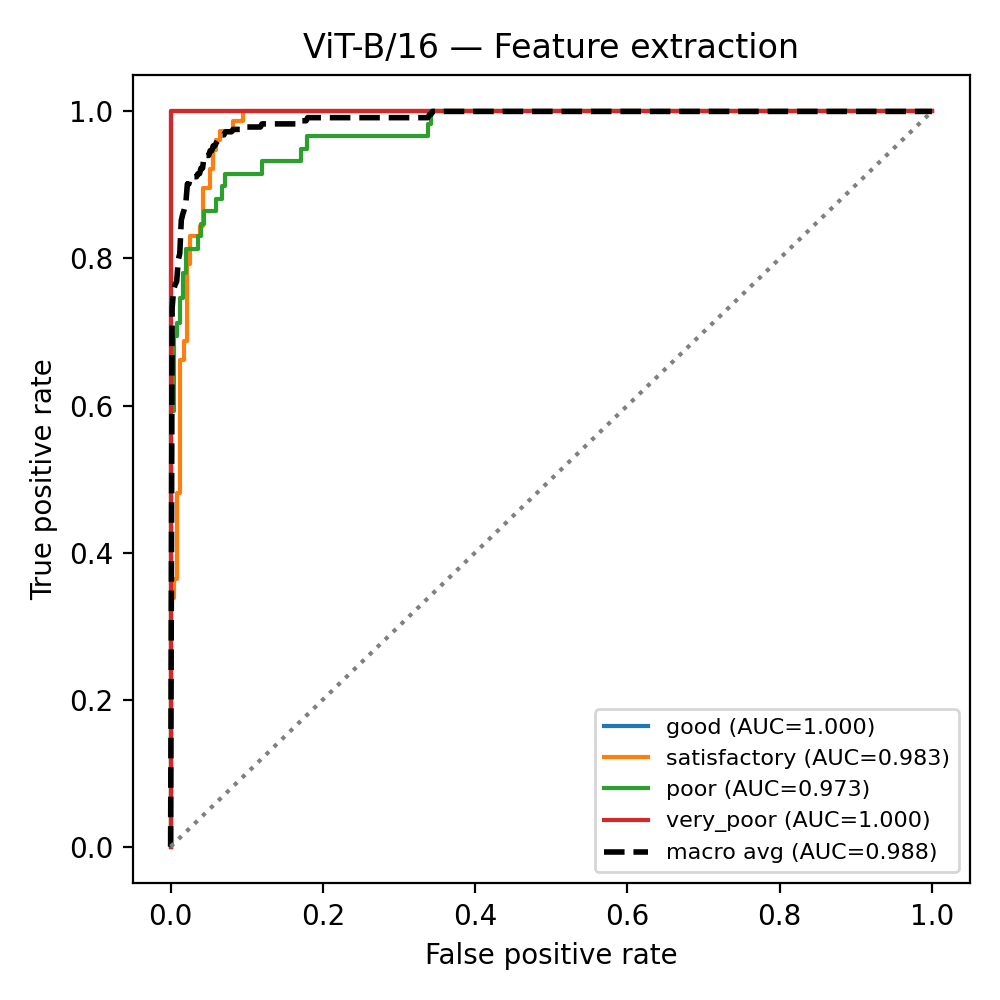 ViT-B/16 — Feature extraction
True positive rate
1.0
0.8
0.6
0.4
0.2
0.0
good (AUC=1.000)
satisfactory (AUC=0.983)
poor (AUC=0.973)
very_poor (AUC=1.000)
macro avg (AUC=0.988)
0.0 0.2 0.4 0.6 0.8 1.0
False positive rate